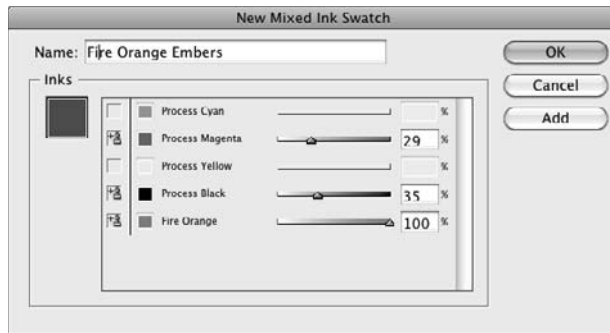 New Mixed Ink Swatch
Name: Fire Orange Embers
OK
Inks
Cancel
Add
Process Cyan %
Process Magenta 29 %
Process Yellow %
Process Black 35 %
Fire Orange 100 %